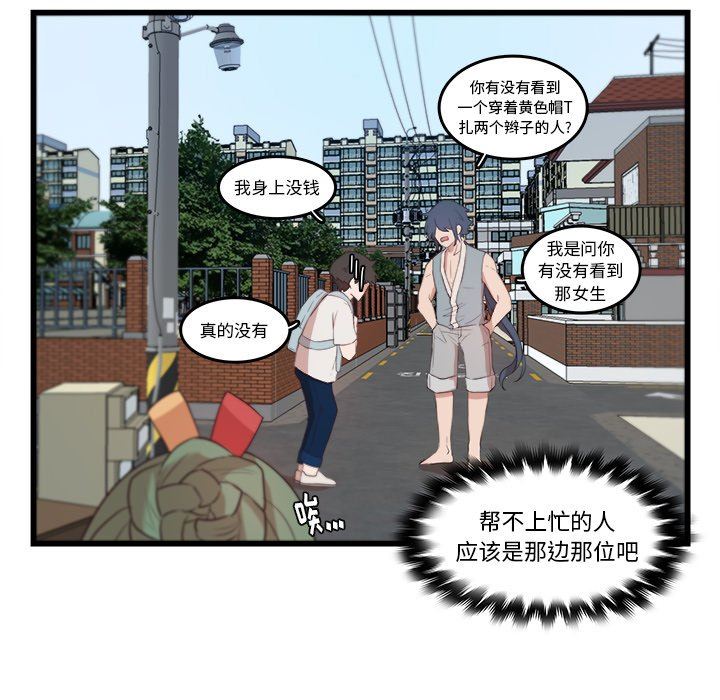 你有没有看到
一个穿着黄色帽T
扎两个辫子的人?
我身上没钱
我是问你
有没有看到
那女生
真的没有
唉...
帮不上忙的人
应该是那边那位吧